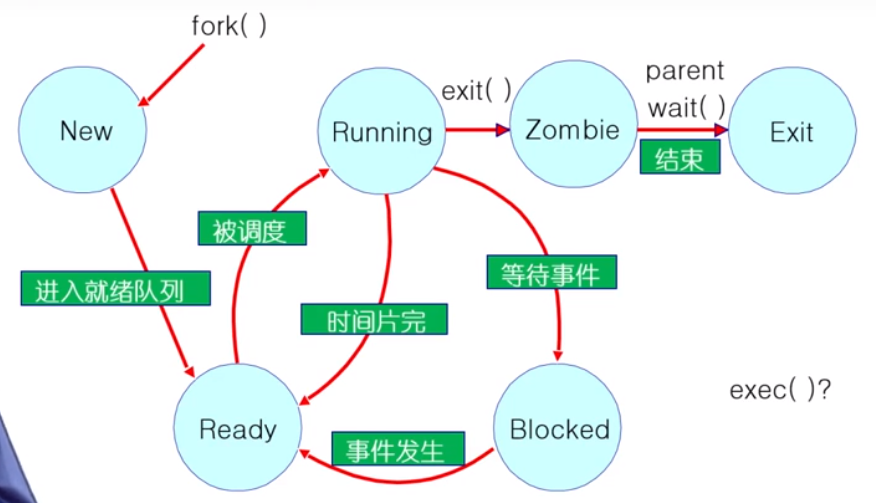 fork( )
New
Running
exit( )
Zombie
parent
wait( )
结束
Exit
被调度
进入就绪队列
等待事件
时间片完
exec( )?
Ready
Blocked
事件发生